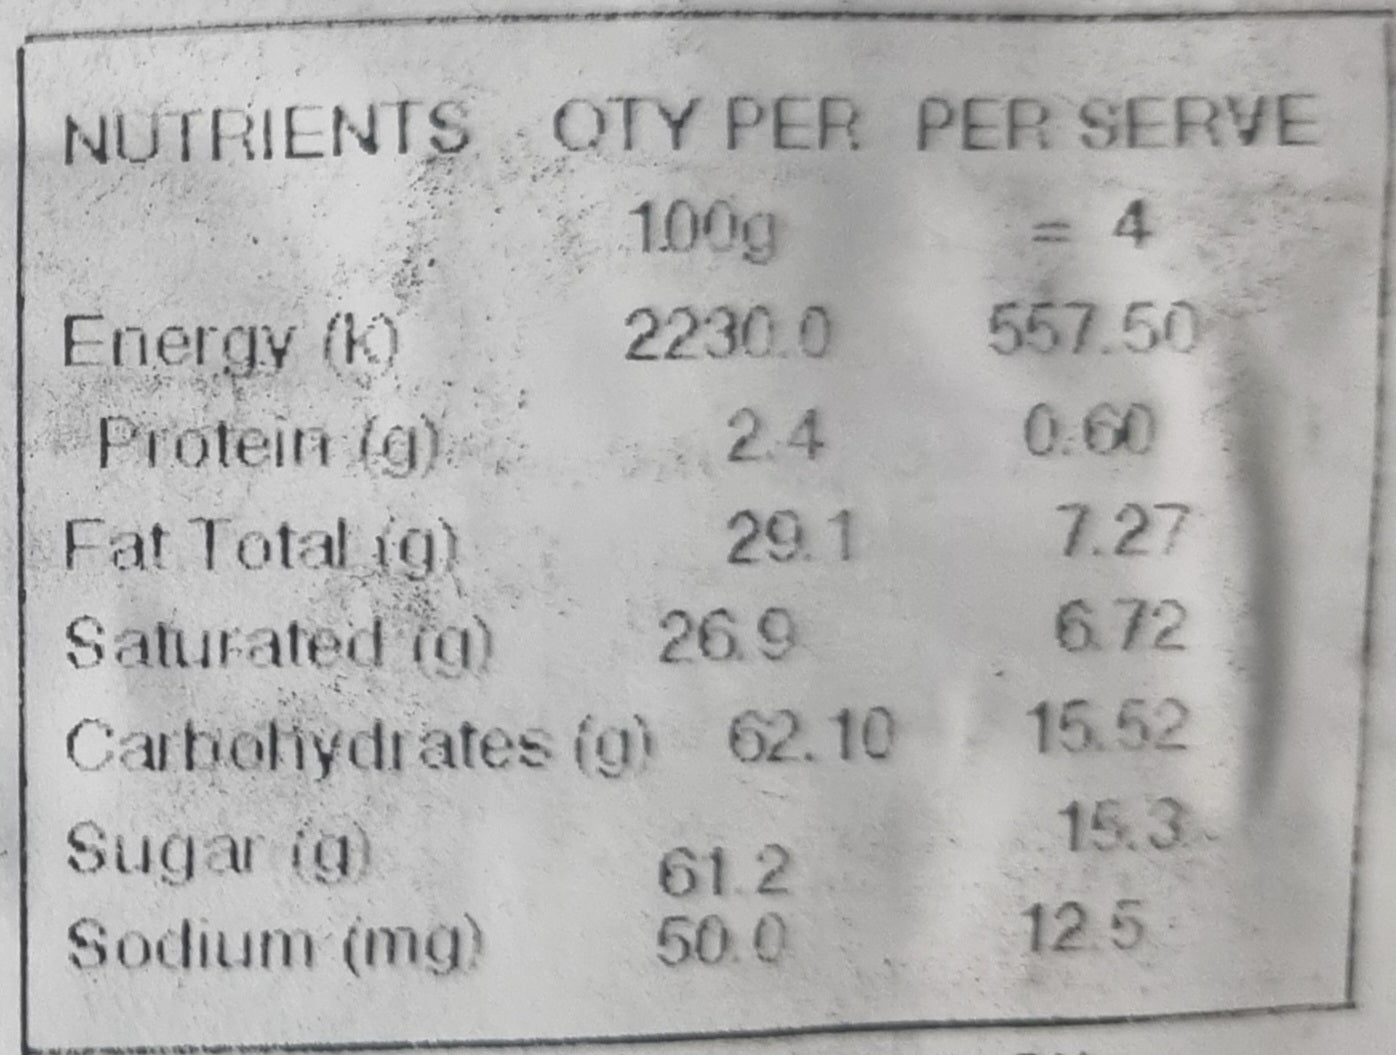 NUTRIENTS QTY PER PER SERVE
100g = 4
Energy (k) 2230.0 557.50
Protein (g) 2.4 0.60
Fat Total (g) 29.1 7.27
Saturated (g) 26.9 6.72
Carbohydrates (g) 62.10 15.52
Sugar (g) 61.2 15.3
Sodium (mg) 50.0 12.5